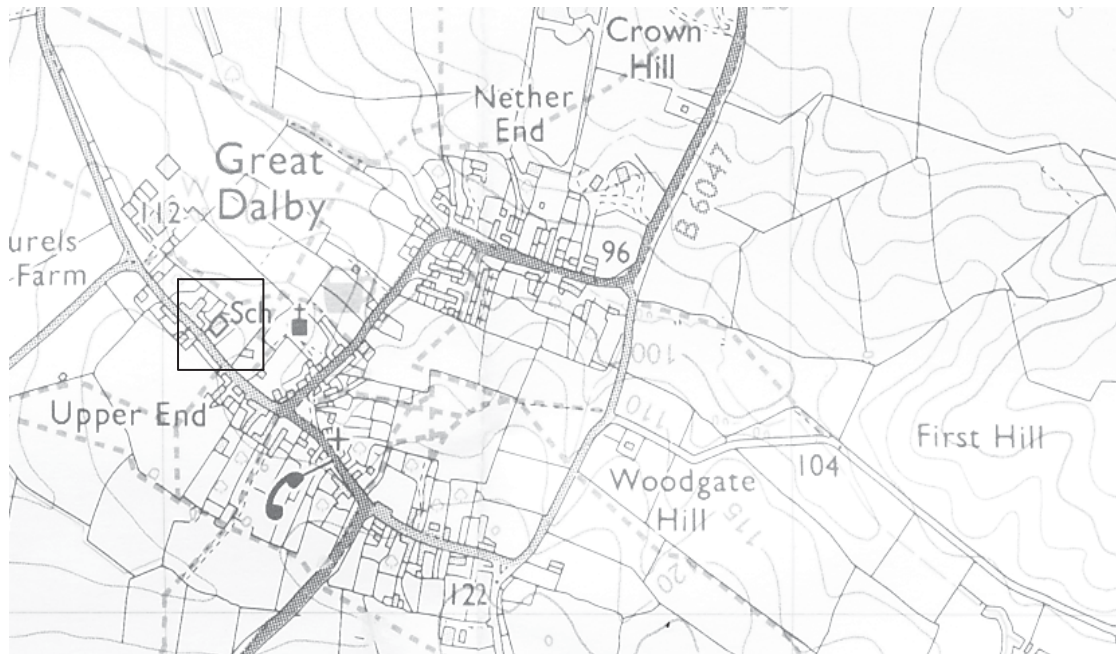 Crown
Hill
Nether
End
Great
Dalby
B 6047
112
96
urels
Farm
Sch
100
Upper End
110
First Hill
104
Woodgate
Hill
115
120
122